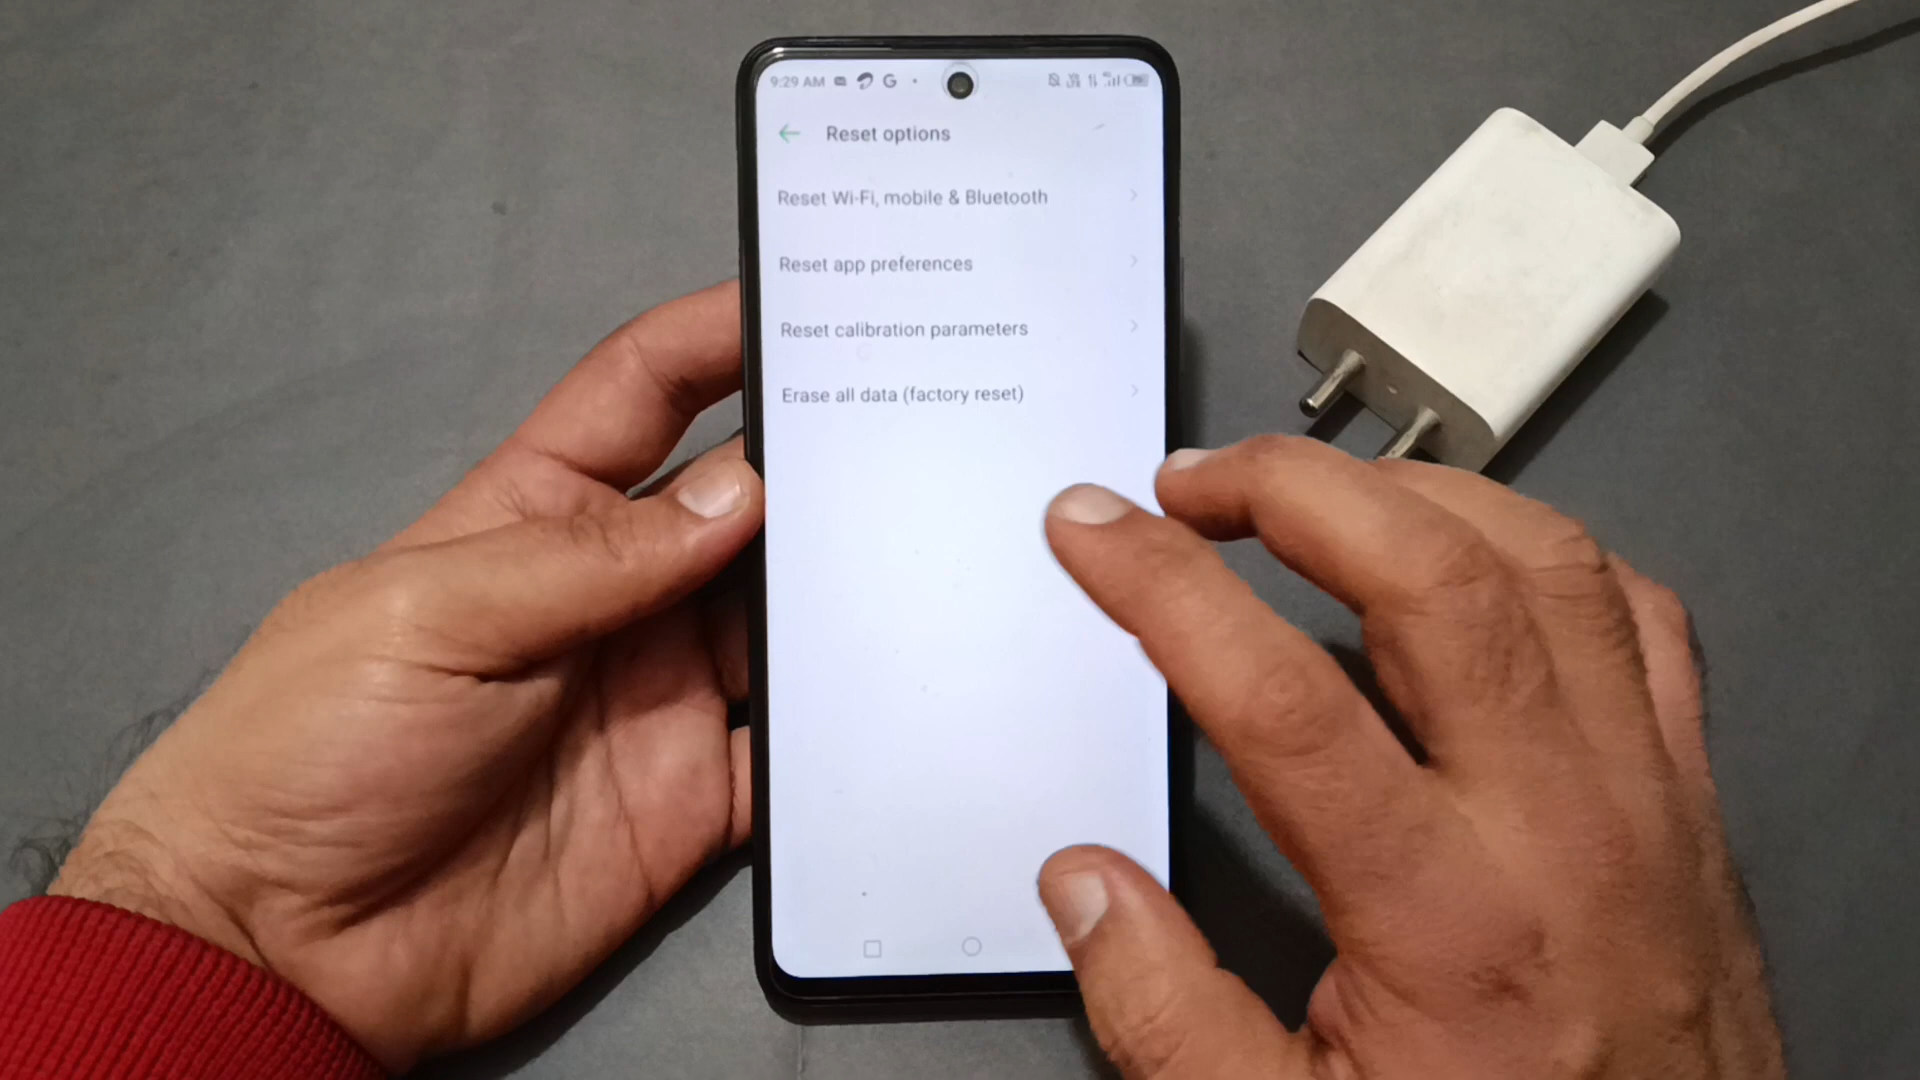 9:29 AM G
Reset options
Reset Wi-Fi, mobile & Bluetooth
Reset app preferences
Reset calibration parameters
Erase all data (factory reset)